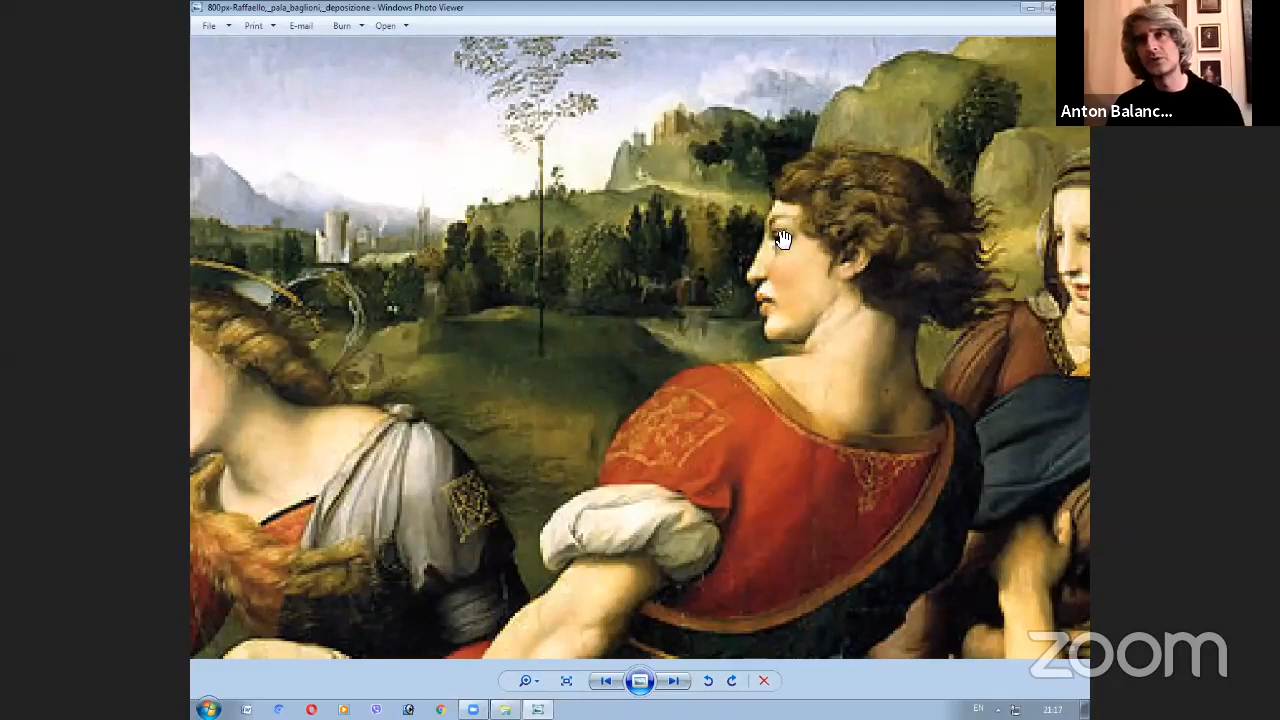 800px-Raffaello,_pala_baglioni,_deposizione - Windows Photo Viewer
File Print E-mail Burn Open
Anton Balanc...
zoom
EN 21:17